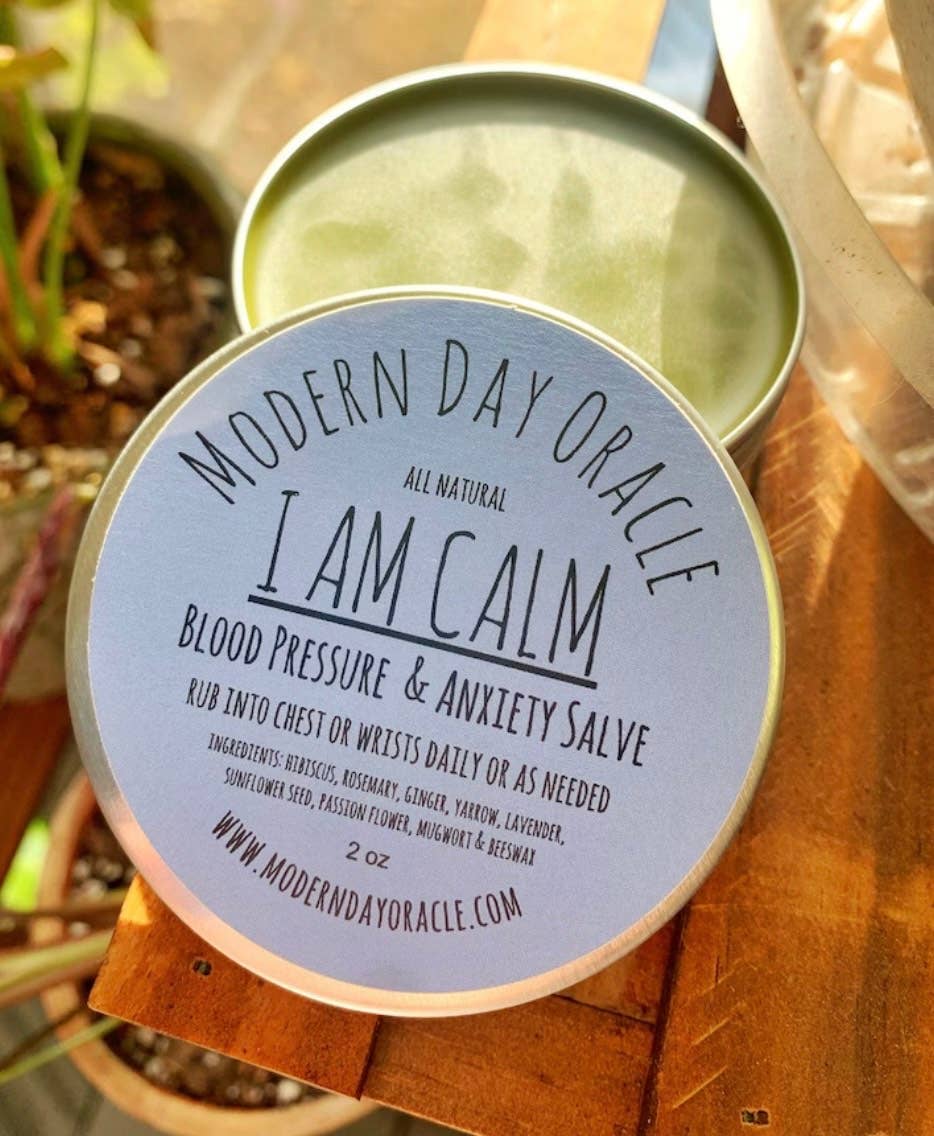 MODERN DAY ORACLE
ALL NATURAL
I AM CALM
BLOOD PRESSURE & ANXIETY SALVE
RUB INTO CHEST OR WRISTS DAILY OR AS NEEDED
INGREDIENTS: HIBISCUS, ROSEMARY, GINGER, YARROW, LAVENDER,
SUNFLOWER SEED, PASSION FLOWER, MUGWORT & BEESWAX
2 oz
WWW.MODERNDAYORACLE.COM